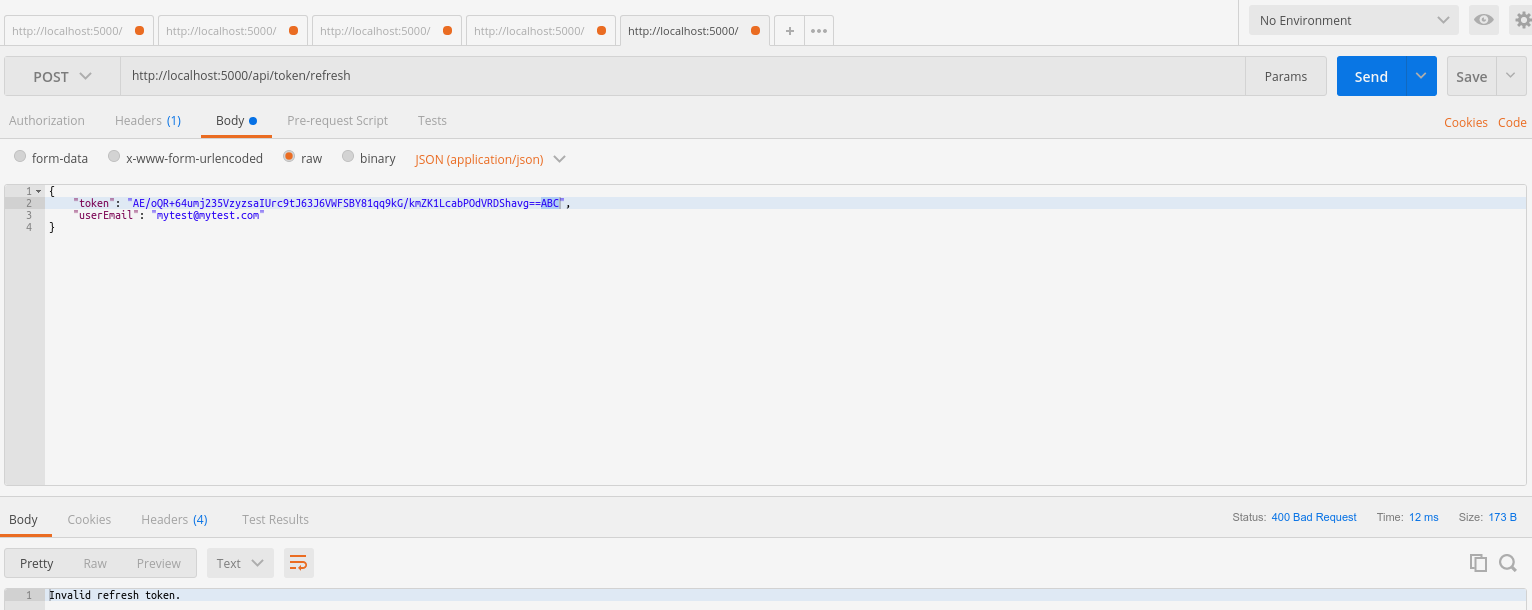 http://localhost:5000/ http://localhost:5000/ http://localhost:5000/ http://localhost:5000/ http://localhost:5000/ + ••• No Environment
POST http://localhost:5000/api/token/refresh Params Send Save
Authorization Headers (1) Body Pre-request Script Tests Cookies Code
form-data x-www-form-urlencoded raw binary JSON (application/json)
1 {
2 "token": "AE/oQR+64umj235VzyzsaIUrc9tJ63J6VWFSBY81qq9kG/kmZK1LcabPOdVRDShavg==ABC",
3 "userEmail": "mytest@mytest.com"
4 }
Body Cookies Headers (4) Test Results Status: 400 Bad Request Time: 12 ms Size: 173 B
Pretty Raw Preview Text
1 Invalid refresh token.